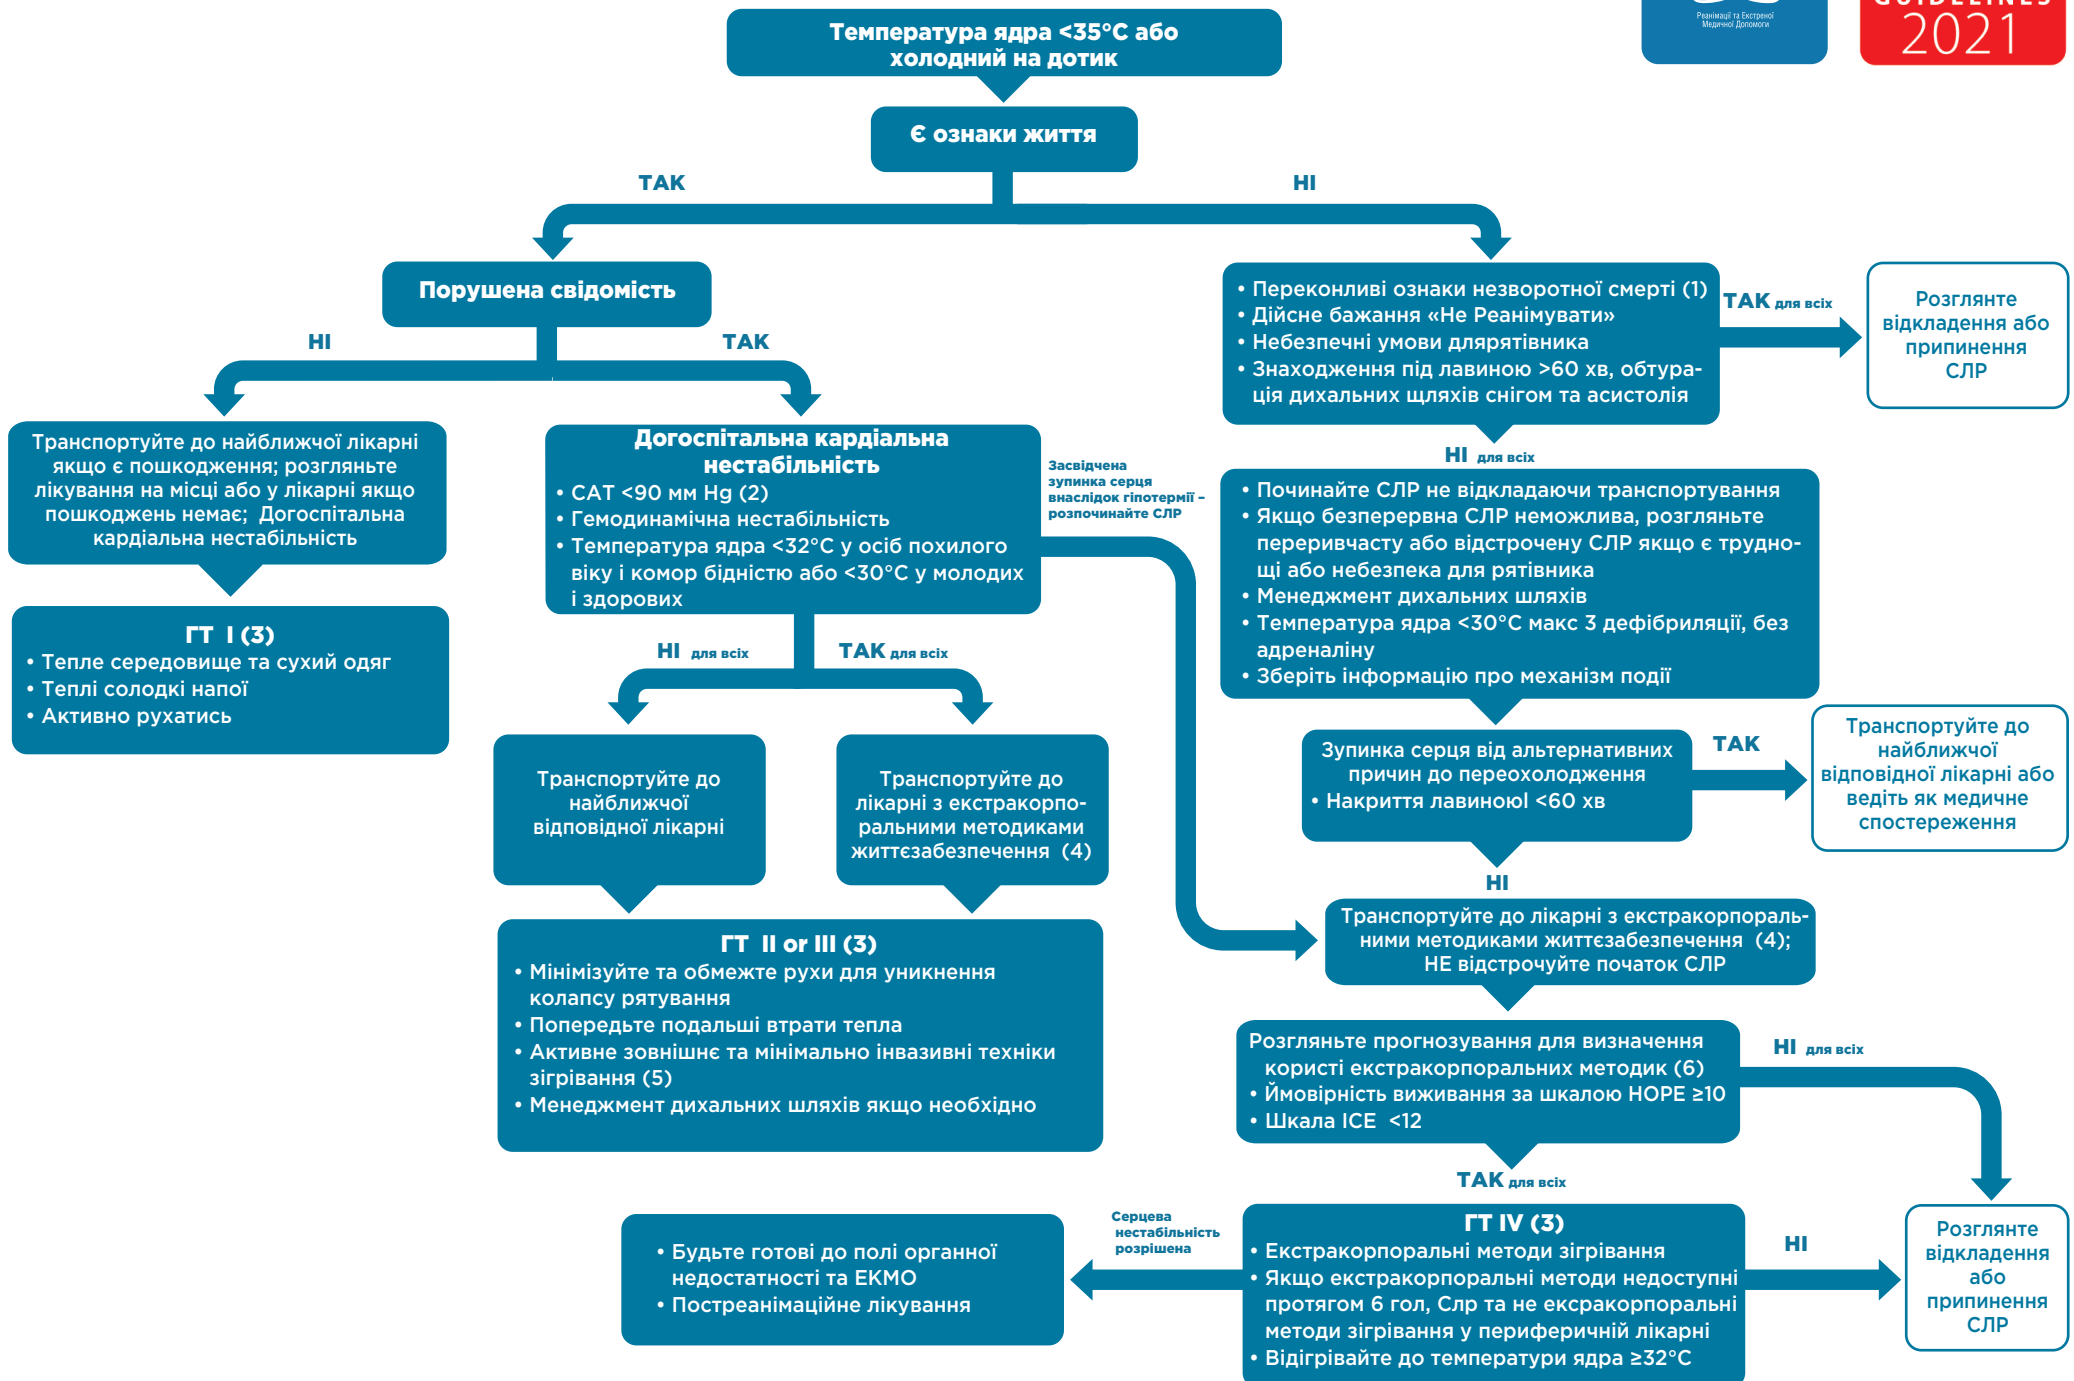 Реанімації та Екстреної
Медичної Допомоги
GUIDELINES
2021
Температура ядра <35°C або
холодний на дотик
Є ознаки життя
ТАК
НІ
Порушена свідомість
НІ
ТАК
• Переконливі ознаки незворотної смерті (1)
• Дійсне бажання «Не Реанімувати»
• Небезпечні умови длярятівника
• Знаходження під лавиною >60 хв, обтура-
ція дихальних щляхів снігом та асистолія
ТАК для всіх
Розгляньте
відкладення або
припинення
СЛР
Транспортуйте до найближчої лікарні
якщо є пошкодження; розгляньте
лікування на місці або у лікарні якщо
пошкоджень немає; Догоспітальна
кардіальна нестабільність
ГТ I (3)
• Тепле середовище та сухий одяг
• Теплі солодкі напої
• Активно рухатись
Догоспітальна кардіальна
нестабільність
• САТ <90 мм Hg (2)
• Гемодинамічна нестабільність
• Температура ядра <32°C у осіб похилого
віку і комор бідністю або <30°C у молодих
і здорових
Засвідчена
зупинка серця
внаслідок гіпотермії –
розпочинайте СЛР
НІ для всіх
ТАК для всіх
Транспортуйте до
найближчої
відповідної лікарні
Транспортуйте до
лікарні з екстракорпо-
ральними методиками
життєзабезпечення (4)
ГТ II or III (3)
• Мінімізуйте та обмежте рухи для уникнення
колапсу рятування
• Попередьте подальші втрати тепла
• Активне зовнішнє та мінімально інвазивні техніки
зігрівання (5)
• Менеджмент дихальних шляхів якщо необхідно
НІ для всіх
• Починайте СЛР не відкладаючи транспортування
• Якщо безперервна СЛР неможлива, розгляньте
переривчасту або відстрочену СЛР якщо є трудно-
щі або небезпека для рятівника
• Менеджмент дихальних шляхів
• Температура ядра <30°C макс 3 дефібриляції, без
адреналіну
• Зберіть інформацію про механізм події
Зупинка серця від альтернативних
причин до переохолодження
• Накриття лавиноюl <60 хв
ТАК
Транспортуйте до
найближчої
відповідної лікарні або
ведіть як медичне
спостереження
НІ
Транспортуйте до лікарні з екстракорпораль-
ними методиками життєзабезпечення (4);
НЕ відстрочуйте початок СЛР
Розгляньте прогнозування для визначення
користі екстракорпоральних методик (6)
• Ймовірність виживання за шкалою HOPE ≥10
• Шкала ICE <12
НІ для всіх
ТАК для всіх
ГТ IV (3)
• Екстракорпоральні методи зігрівання
• Якщо екстракорпоральні методи недоступні
протягом 6 гол, Слр та не ексракорпоральні
методи зігрівання у периферичній лікарні
• Відігрівайте до температури ядра ≥32°C
Серцева
нестабільність
розрішена
• Будьте готові до полі органної
недостатності та ЕКМО
• Постреанімаційне лікування
НІ
Розгляньте
відкладення
або
припинення
СЛР